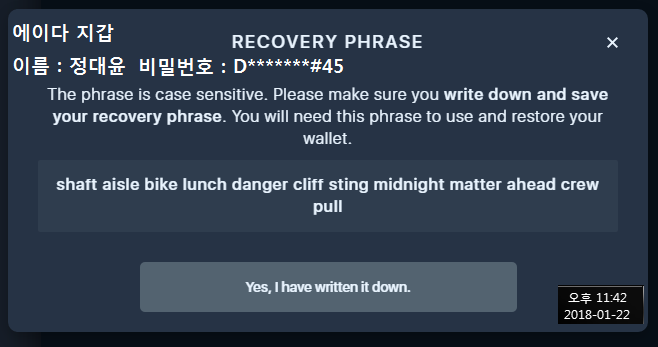 에이다 지갑
RECOVERY PHRASE
이름 : 정대윤 비밀번호 : D*******#45
The phrase is case sensitive. Please make sure you write down and save
your recovery phrase. You will need this phrase to use and restore your
wallet.
shaft aisle bike lunch danger cliff sting midnight matter ahead crew
pull
Yes, I have written it down.
오후 11:42
2018-01-22